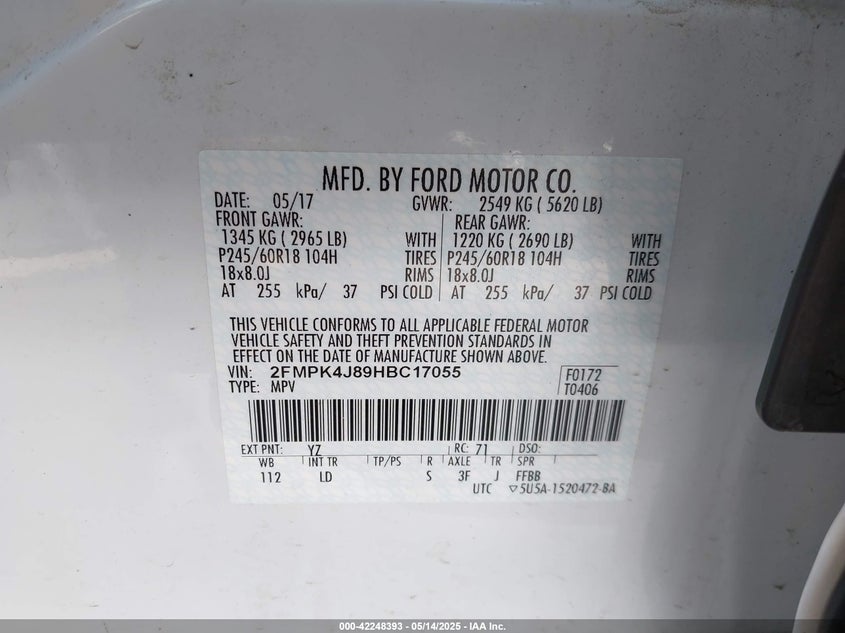 MFD. BY FORD MOTOR CO.
DATE: 05/17 GVWR: 2549 KG ( 5620 LB)
FRONT GAWR: REAR GAWR:
1345 KG ( 2965 LB) WITH 1220 KG ( 2690 LB) WITH
P245/60R18 104H TIRES P245/60R18 104H TIRES
18x8.0J RIMS 18x8.0J RIMS
AT 255 kPa/ 37 PSI COLD AT 255 kPa/ 37 PSI COLD
THIS VEHICLE CONFORMS TO ALL APPLICABLE FEDERAL MOTOR
VEHICLE SAFETY AND THEFT PREVENTION STANDARDS IN
EFFECT ON THE DATE OF MANUFACTURE SHOWN ABOVE.
VIN: 2FMPK4J89HBC17055 F0172
TYPE: MPV T0406
EXT PNT: YZ RC: 71 DSO:
WB INT TR TP/PS R AXLE TR SPR
112 LD S 3F J FFBB
UTC ▽5U5A-1520472-BA
000-42248393 — 05/14/2025 — IAA Inc.